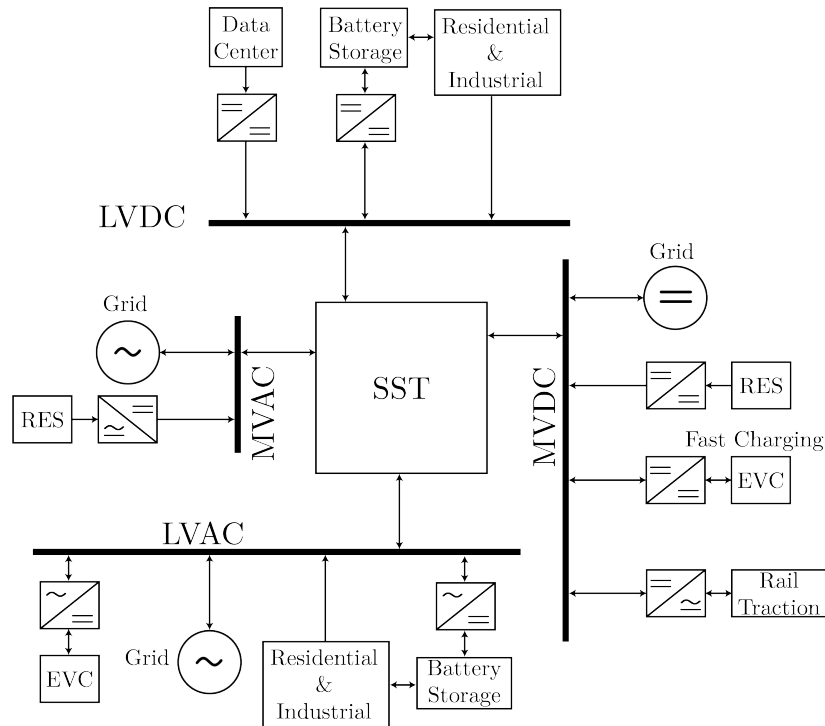 Data
Center
Battery
Storage
Residential
&
Industrial
LVDC
Grid
Grid
SST
MVAC
MVDC
RES
RES
Fast Charging
EVC
LVAC
Rail
Traction
EVC
Grid
Residential
&
Industrial
Battery
Storage